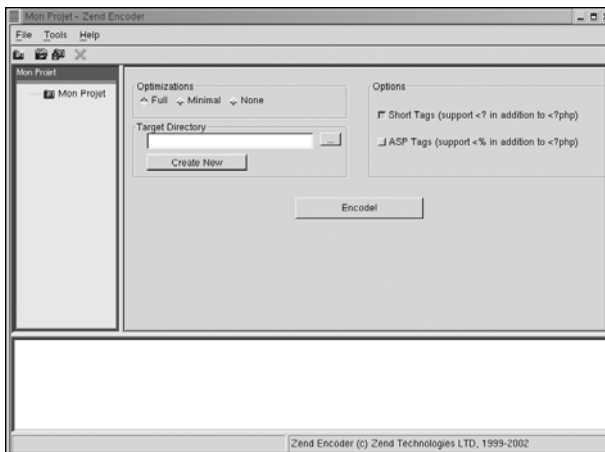 Mon Projet - Zend Encoder
File Tools Help
Mon Projet
Mon Projet
Optimizations
Full Minimal None
Target Directory
...
Create New
Options
Short Tags (support <? in addition to <?php)
ASP Tags (support <% in addition to <?php)
Encode!
Zend Encoder (c) Zend Technologies LTD, 1999-2002